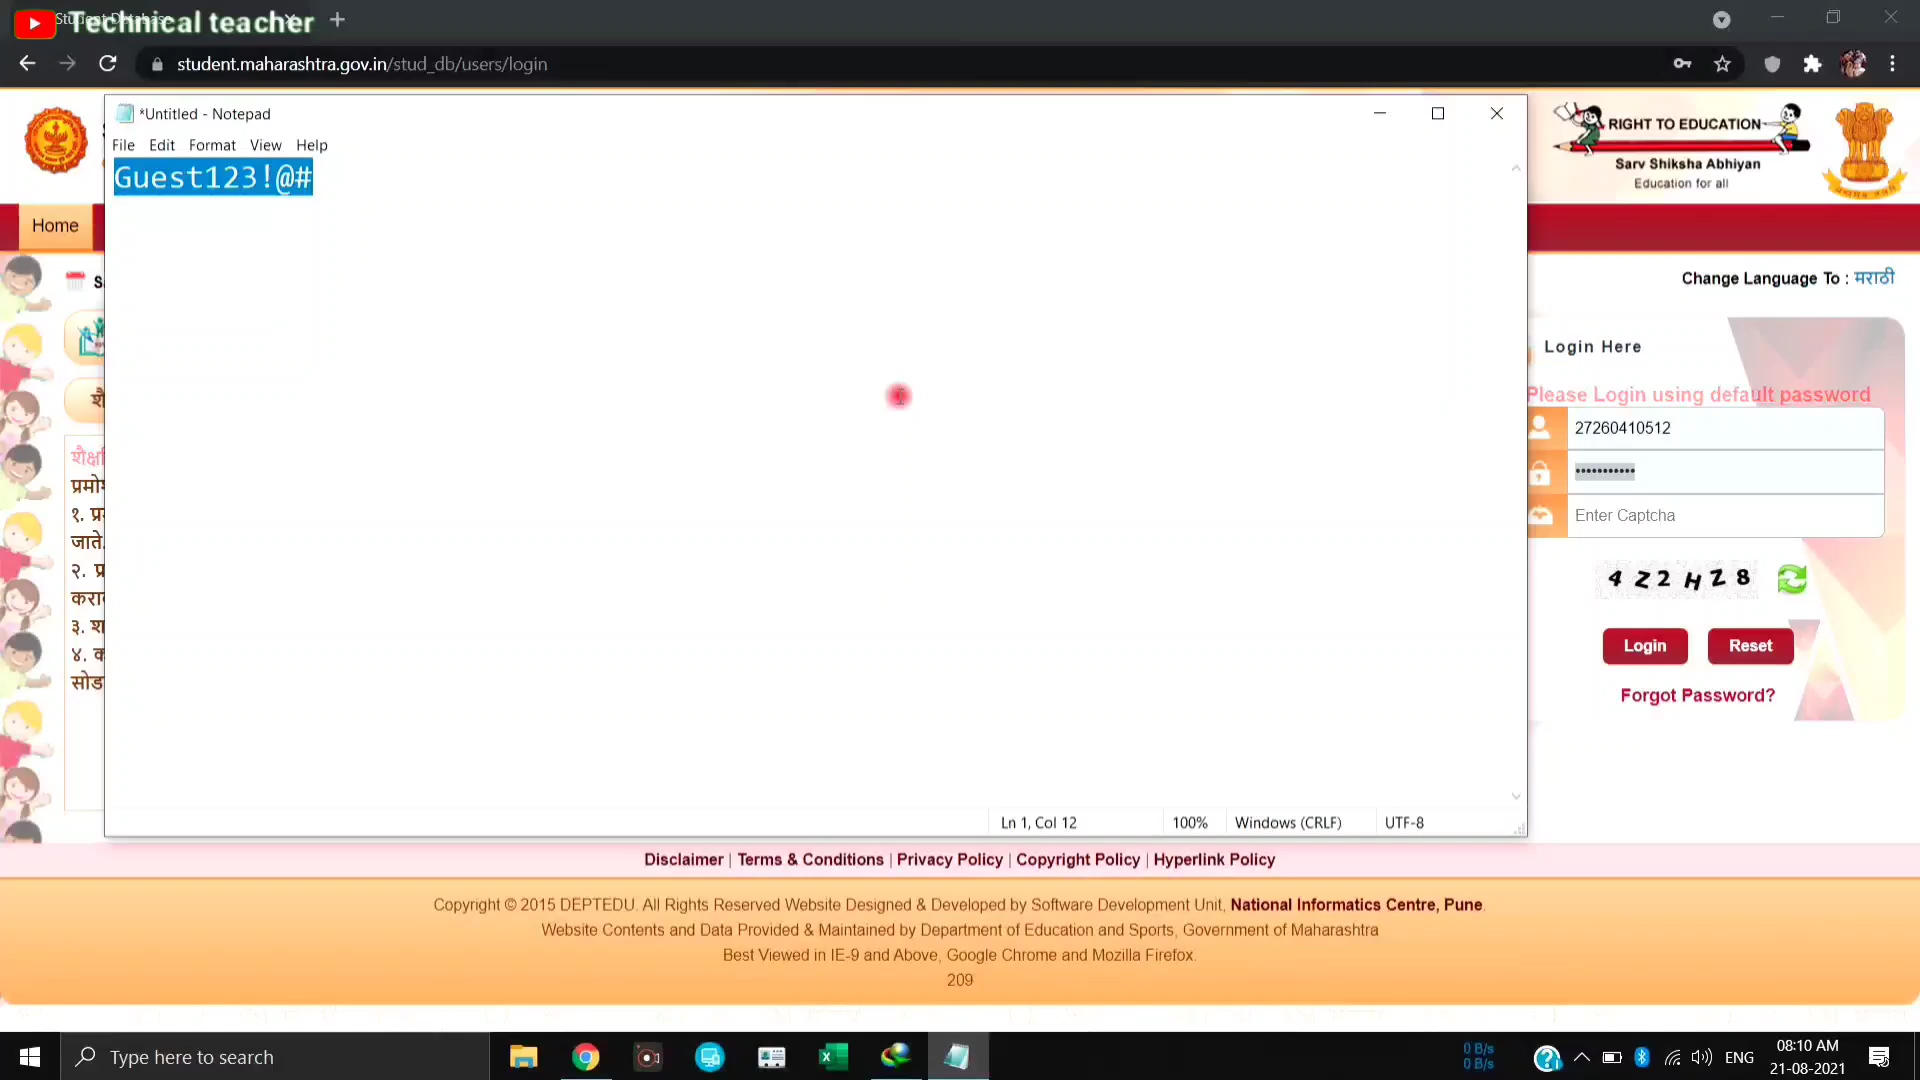 Technical teacher
student.maharashtra.gov.in/stud_db/users/login
*Untitled - Notepad
File Edit Format View Help
Guest123!@#
RIGHT TO EDUCATION
Sarv Shiksha Abhiyan
Education for all
Home
Change Language To : मराठी
Login Here
Please Login using default password
27260410512
Enter Captcha
4 Z 2 H Z 8
Login Reset
Forgot Password?
१. प्र
जाते.
२. प्र
३. श
४. क
सोड
Ln 1, Col 12 100% Windows (CRLF) UTF-8
Disclaimer | Terms & Conditions | Privacy Policy | Copyright Policy | Hyperlink Policy
Copyright © 2015 DEPTEDU. All Rights Reserved Website Designed & Developed by Software Development Unit, National Informatics Centre, Pune.
Website Contents and Data Provided & Maintained by Department of Education and Sports, Government of Maharashtra
Best Viewed in IE-9 and Above, Google Chrome and Mozilla Firefox.
209
Type here to search
0 B/s
0 B/s
ENG
08:10 AM
21-08-2021